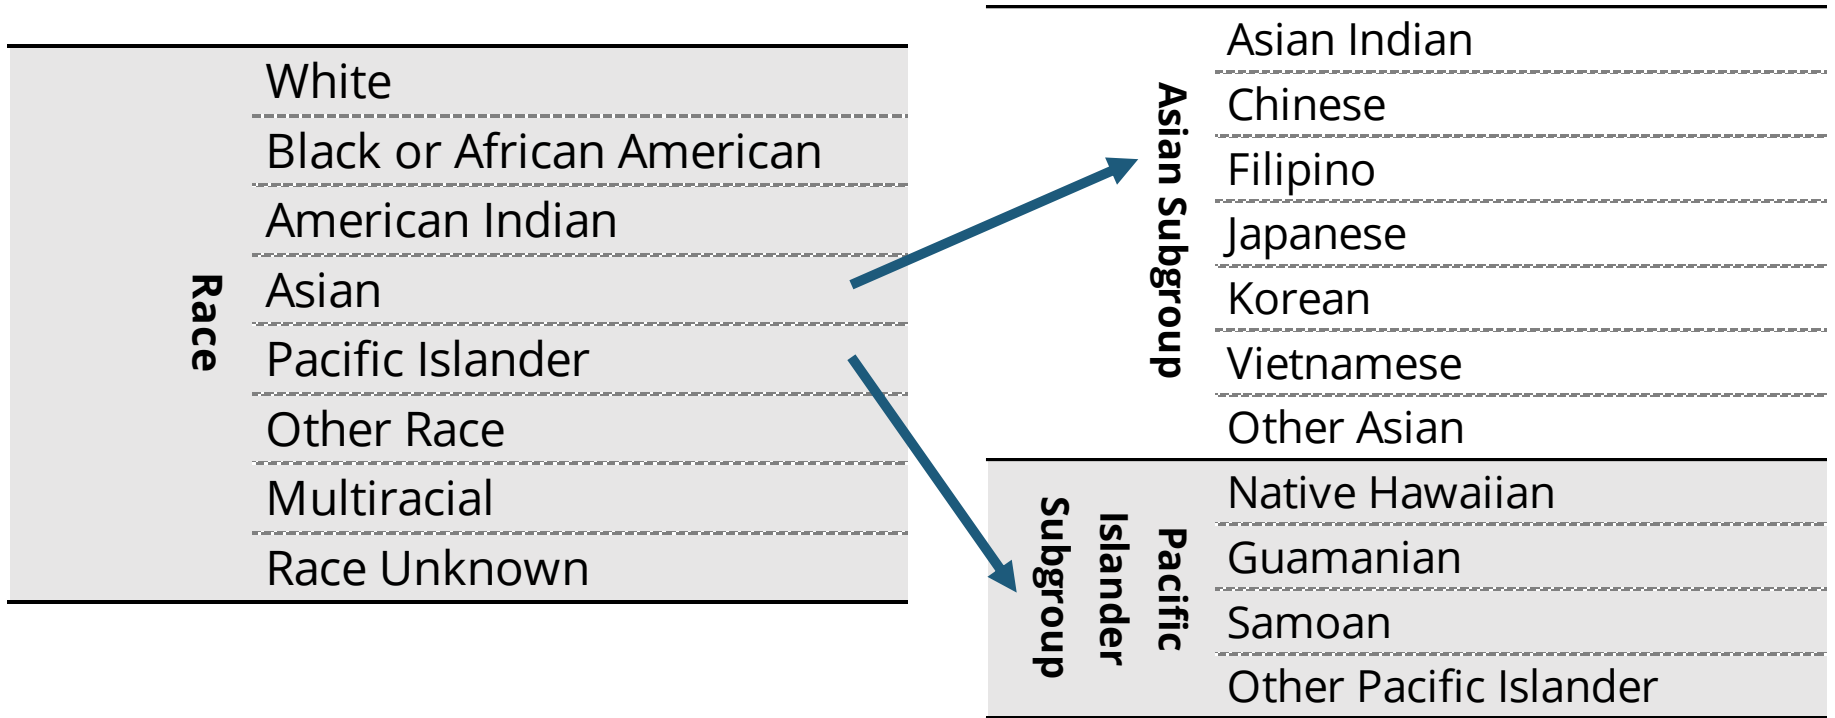 Race
White
Black or African American
American Indian
Asian
Pacific Islander
Other Race
Multiracial
Race Unknown
Asian Subgroup
Asian Indian
Chinese
Filipino
Japanese
Korean
Vietnamese
Other Asian
Pacific
Islander
Subgroup
Native Hawaiian
Guamanian
Samoan
Other Pacific Islander